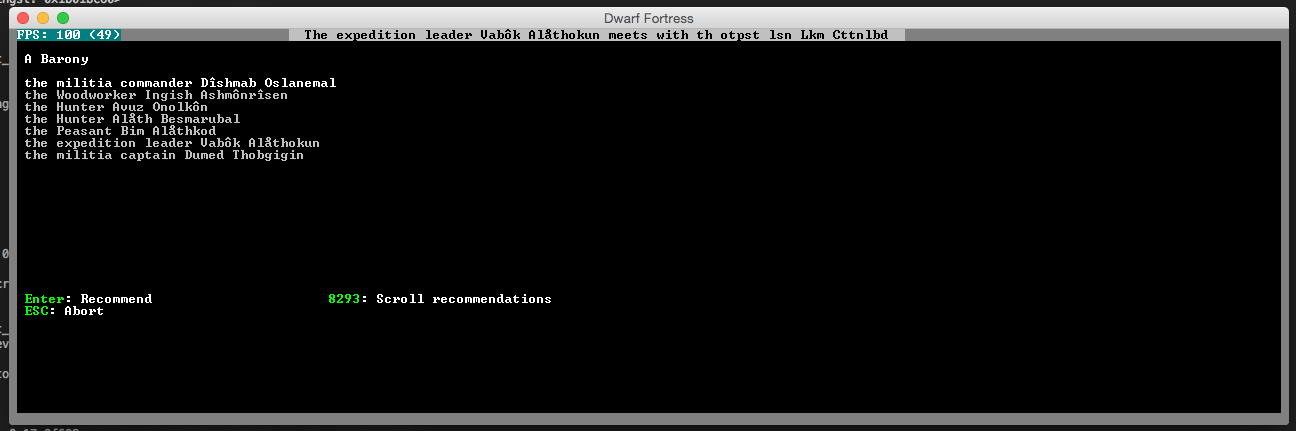 Dwarf Fortress
FPS: 100 (49)
The expedition leader Vabôk Alåthokun meets with th otpst lsn Lkm Cttnlbd
A Barony
the militia commander Dîshmab Oslanemal
the Woodworker Ingish Ashmônrîsen
the Hunter Avuz Onolkôn
the Hunter Alåth Besmarubal
the Peasant Bim Alåthkod
the expedition leader Vabôk Alåthokun
the militia captain Dumed Thobgigin
Enter: Recommend 8293: Scroll recommendations
ESC: Abort